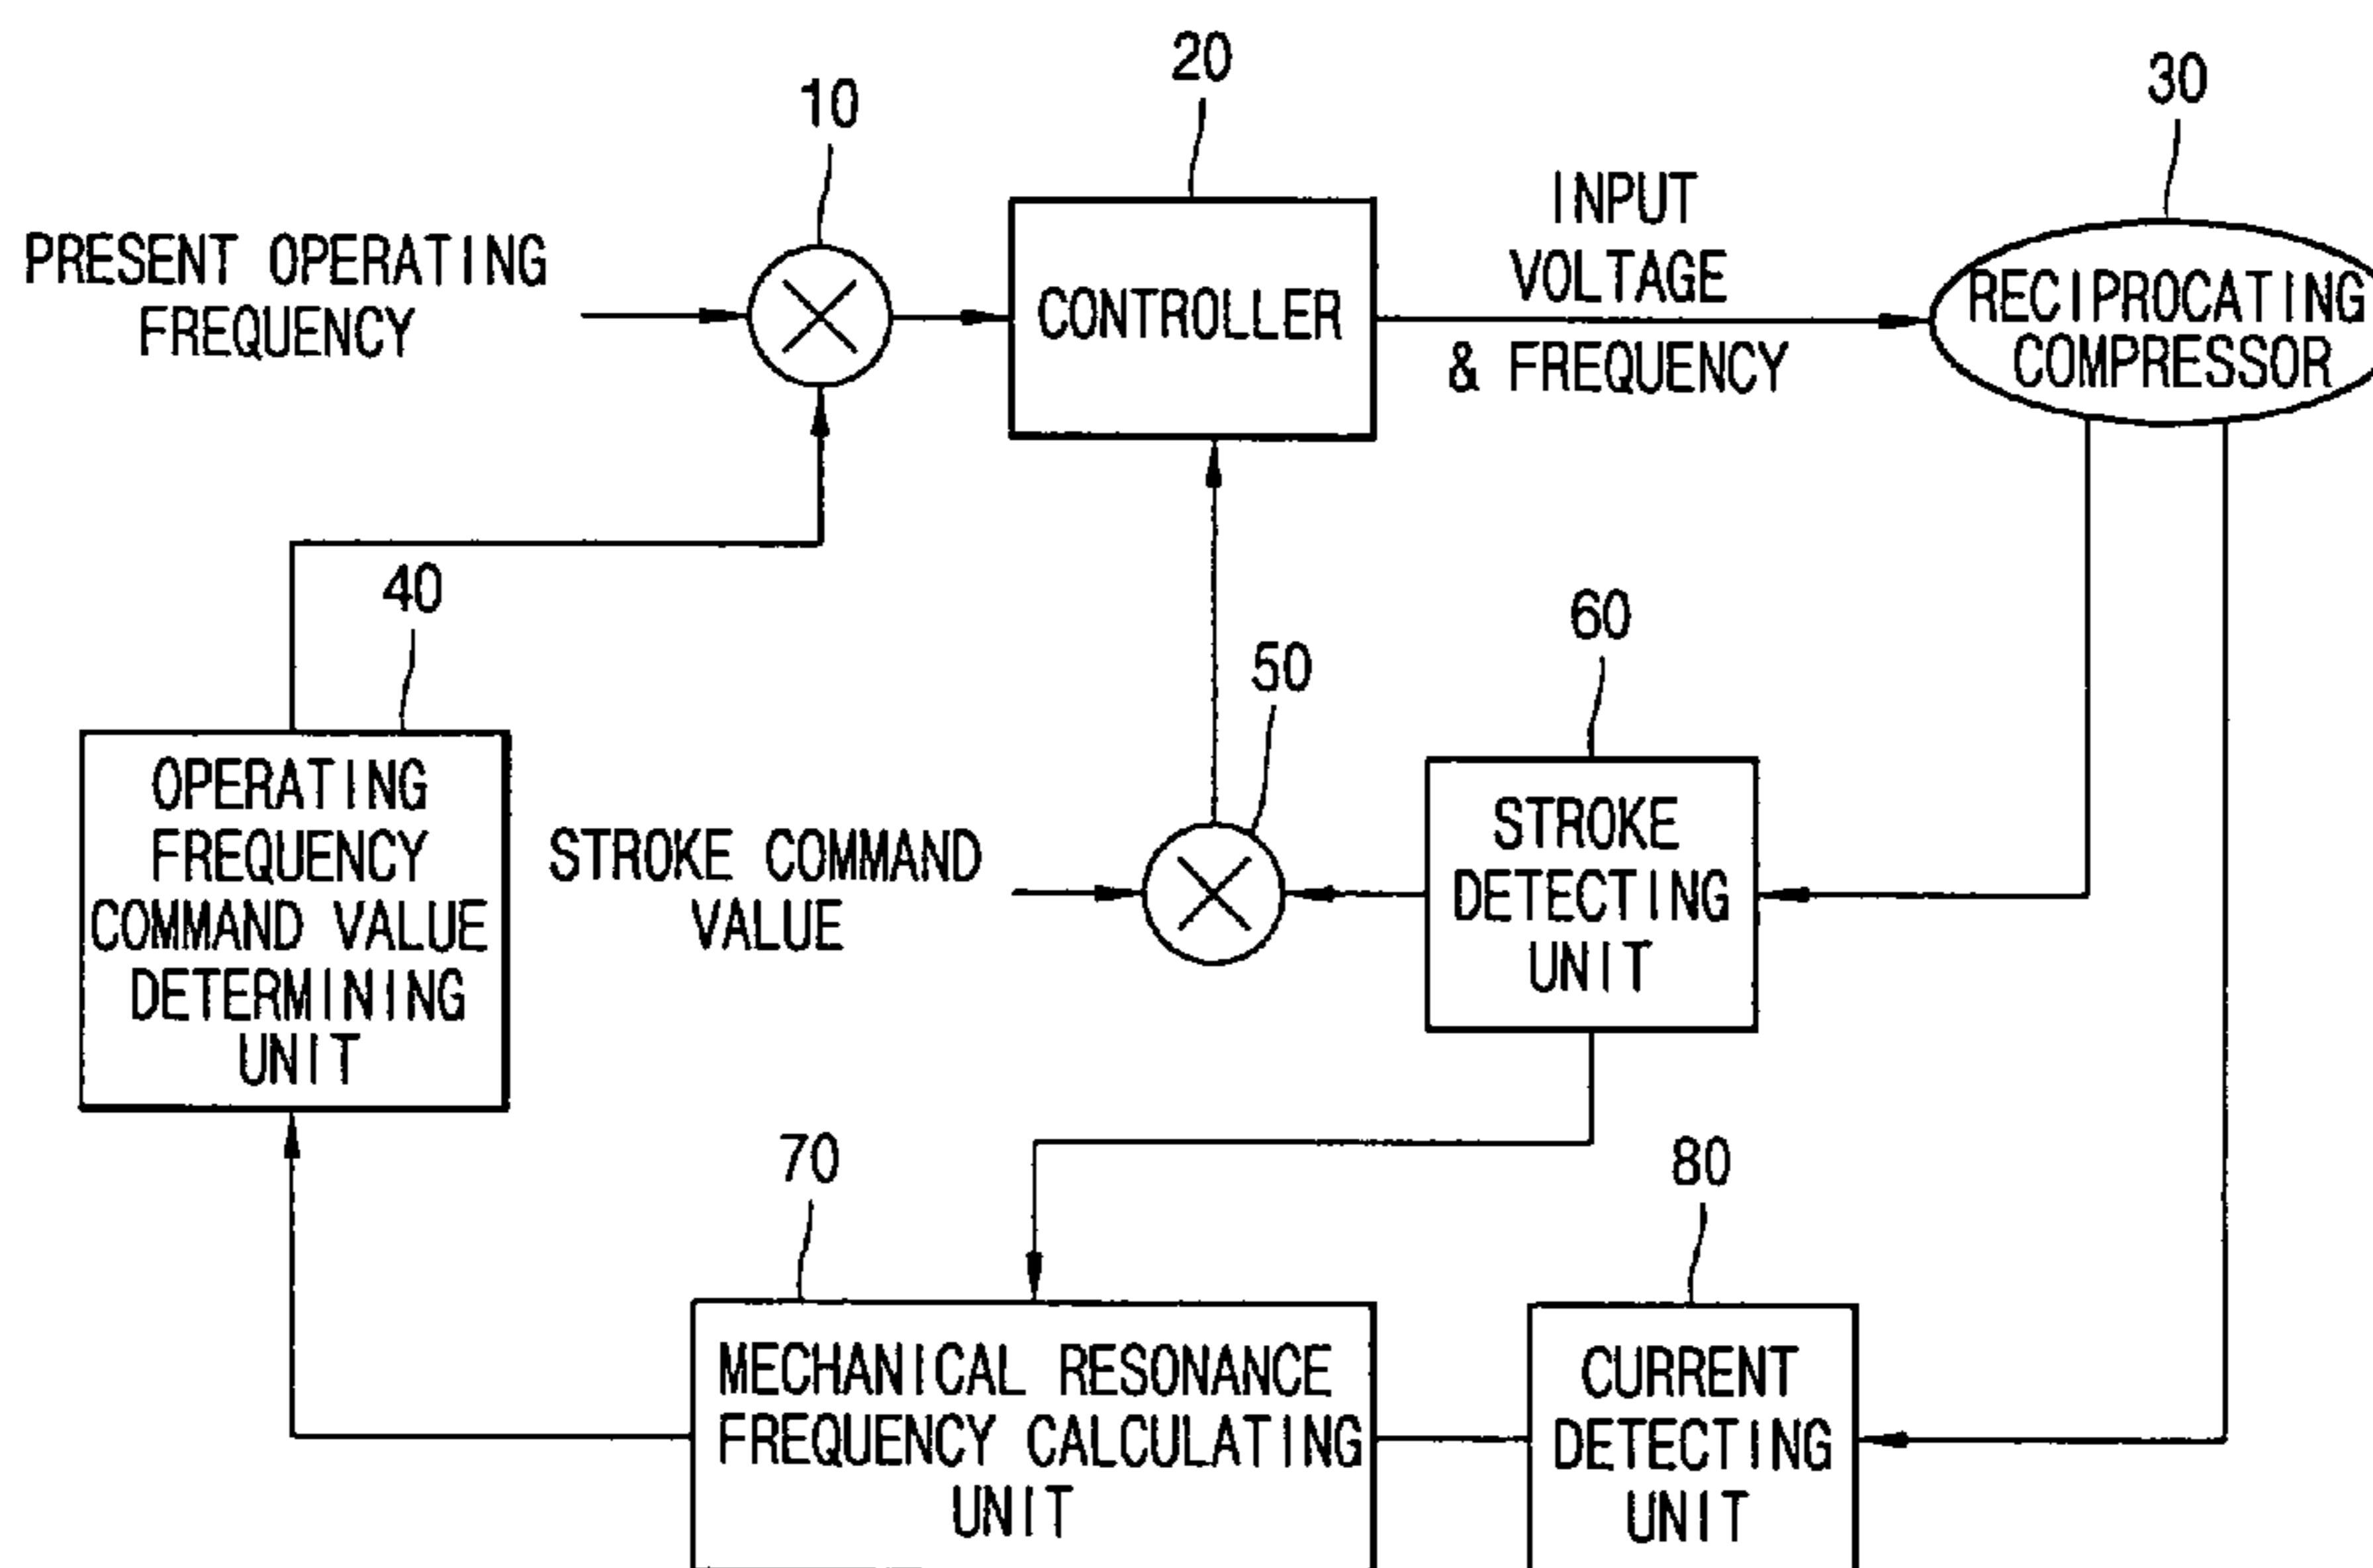 20
30
10
INPUT
VOLTAGE
& FREQUENCY
PRESENT OPERATING
FREQUENCY
CONTROLLER
RECIPROCATING
COMPRESSOR
40
60
50
OPERATING
FREQUENCY
COMMAND VALUE
DETERMINING
UNIT
STROKE COMMAND
VALUE
STROKE
DETECTING
UNIT
70
80
MECHANICAL RESONANCE
FREQUENCY CALCULATING
UNIT
CURRENT
DETECTING
UNIT